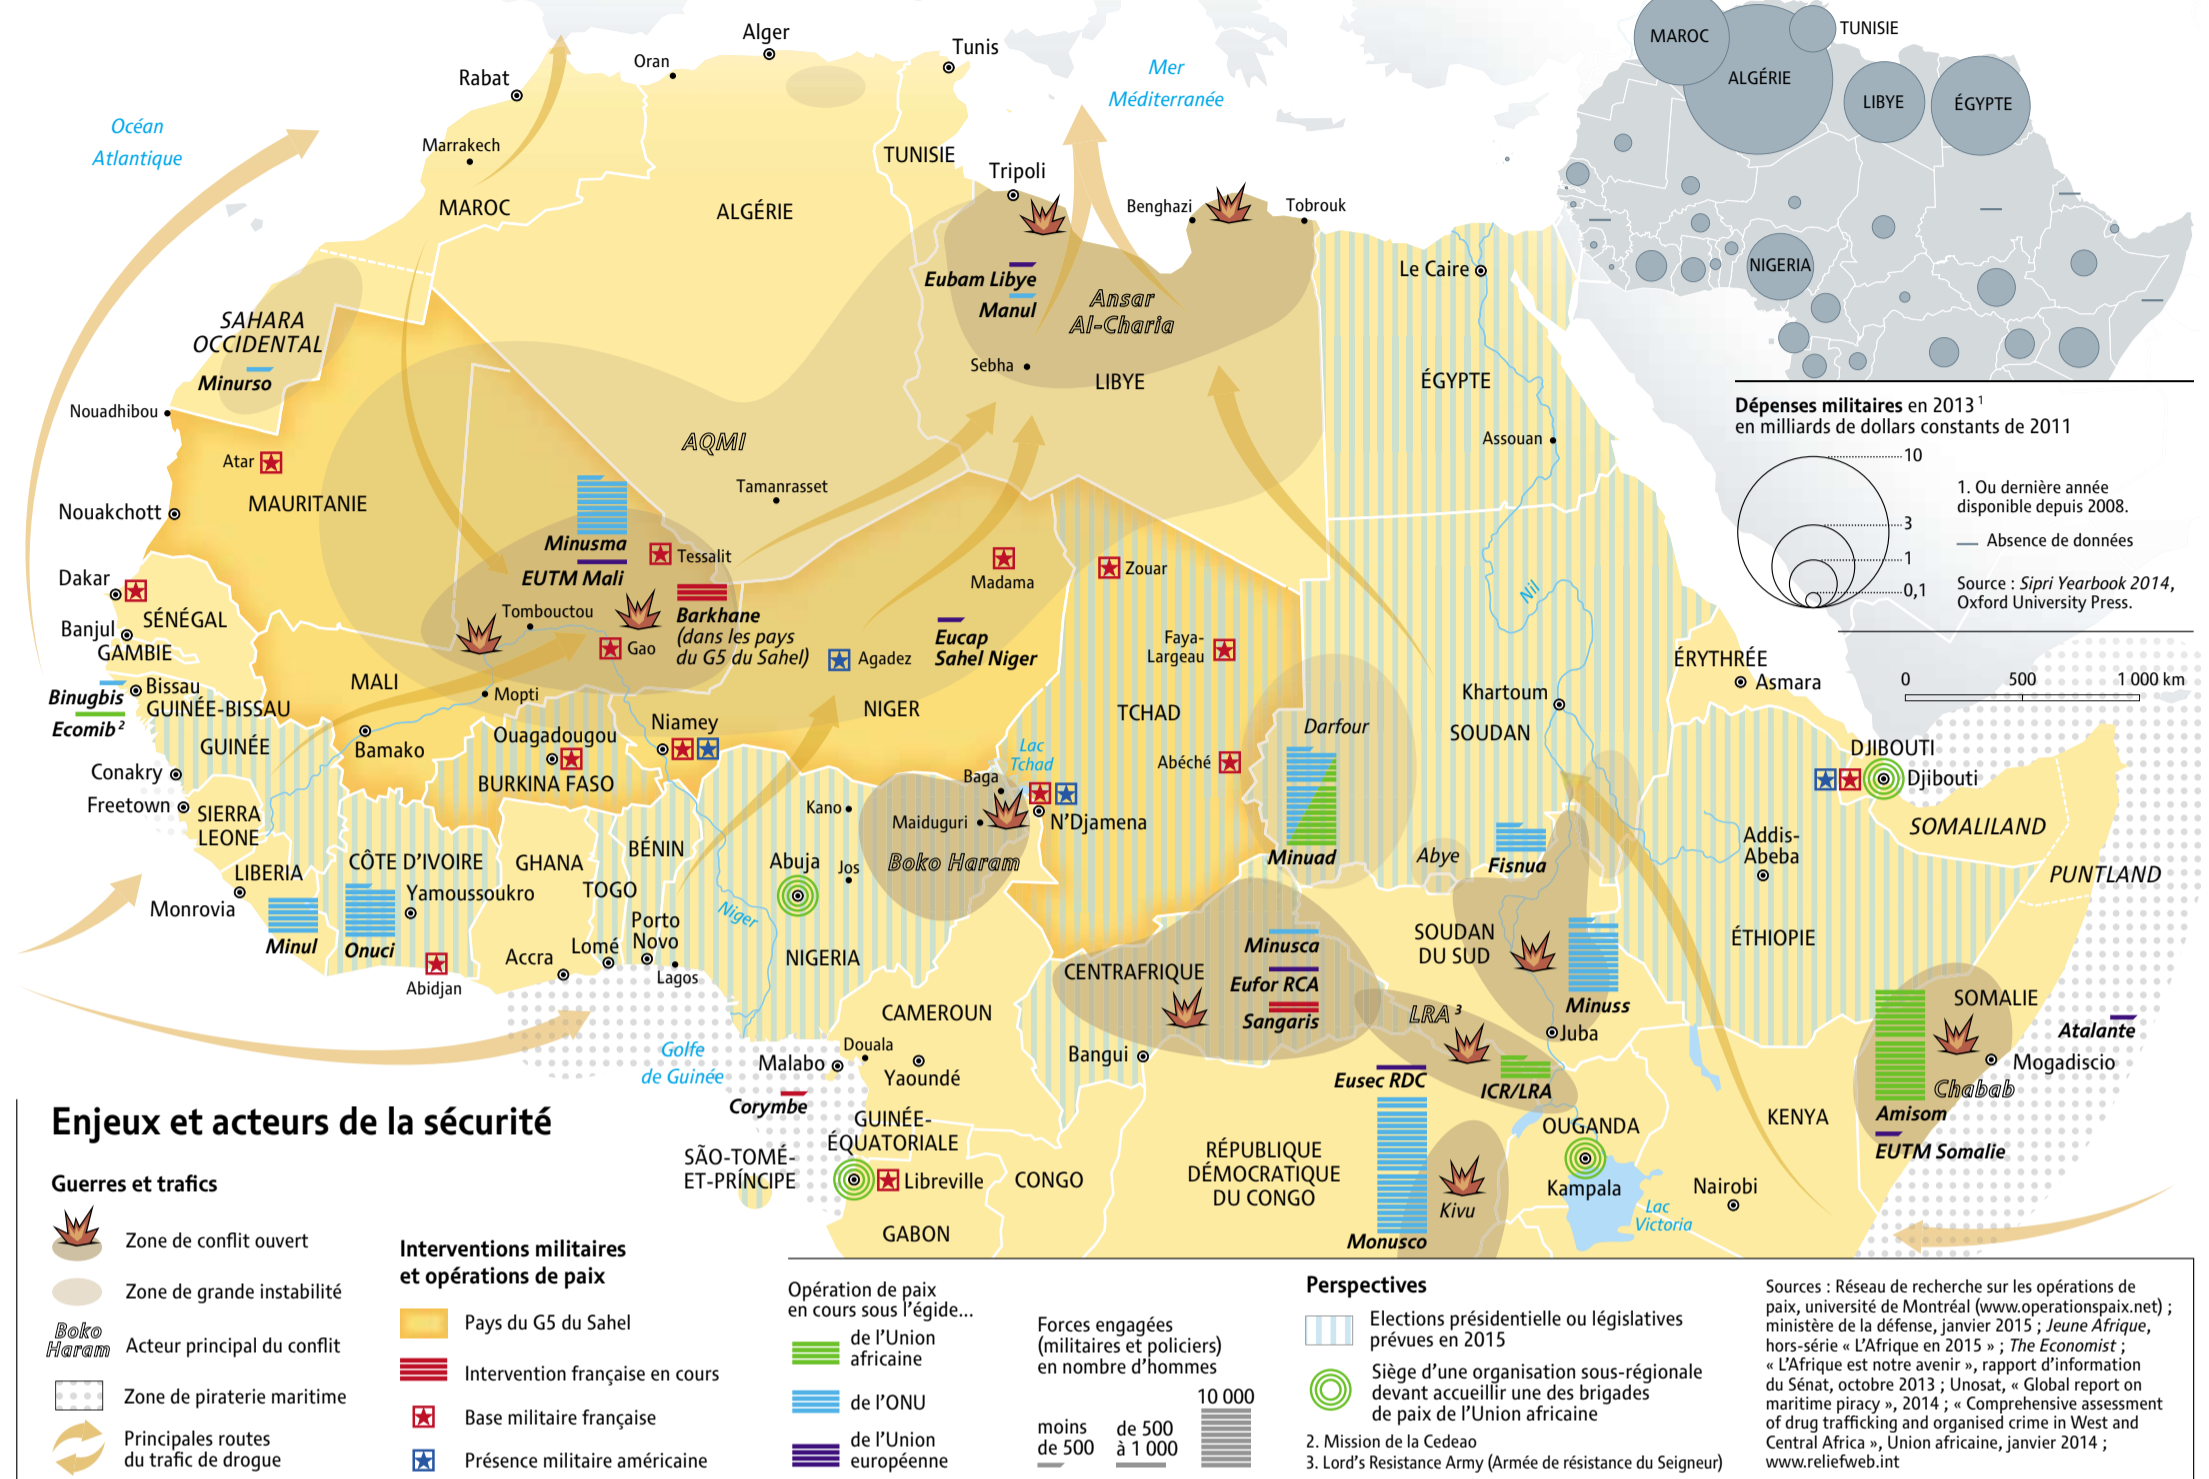 Alger
Oran
Tunis
Rabat
Mer
Méditerranée
Océan
Atlantique
Marrakech
MAROC
ALGÉRIE
TUNISIE
Tripoli
Benghazi
Tobrouk
Le Caire
Eubam Libye
Manul
Ansar
Al-Charia
Sebha
LIBYE
ÉGYPTE
Assouan
SAHARA
OCCIDENTAL
Minurso
Nouadhibou
Atar
MAURITANIE
Nouakchott
AQMI
Tamanrasset
Minusma
EUTM Mali
Tessalit
Barkhane
(dans les pays
du G5 du Sahel)
Tombouctou
Gao
Mopti
MALI
Bamako
Madama
Zouar
Eucap
Sahel Niger
Agadez
NIGER
Niamey
Faya-
Largeau
TCHAD
Abéché
Lac
Tchad
Baga
N'Djamena
Dakar
SÉNÉGAL
Banjul
GAMBIE
Binugbis
Ecomib 2
Bissau
GUINÉE-BISSAU
GUINÉE
Conakry
Freetown
SIERRA
LEONE
LIBERIA
Monrovia
Minul
CÔTE D'IVOIRE
Yamoussoukro
Onuci
Abidjan
Ouagadougou
BURKINA FASO
GHANA
Accra
TOGO
Lomé
BÉNIN
Porto
Novo
Lagos
Niger
Kano
Maiduguri
Abuja
Jos
Boko Haram
NIGERIA
CAMEROUN
Douala
Yaoundé
Golfe
de Guinée
Malabo
Corymbe
GUINÉE-
ÉQUATORIALE
SÃO-TOMÉ-
ET-PRÍNCIPE
Libreville
GABON
CONGO
Nil
Khartoum
SOUDAN
Darfour
Minuad
Abye
Fisnua
ÉRYTHRÉE
Asmara
DJIBOUTI
Djibouti
Addis-
Abeba
ÉTHIOPIE
SOMALILAND
PUNTLAND
SOMALIE
Atalante
Mogadiscio
Chabab
Amisom
EUTM Somalie
SOUDAN
DU SUD
Minuss
Juba
CENTRAFRIQUE
Minusca
Eufor RCA
Sangaris
Bangui
LRA 3
ICR/LRA
Eusec RDC
Monusco
Kivu
RÉPUBLIQUE
DÉMOCRATIQUE
DU CONGO
OUGANDA
Kampala
Lac
Victoria
KENYA
Nairobi
MAROC
TUNISIE
ALGÉRIE
LIBYE
ÉGYPTE
NIGERIA
Dépenses militaires en 2013 1
en milliards de dollars constants de 2011
10
3
1
0,1
1. Ou dernière année
disponible depuis 2008.
Absence de données
Source : Sipri Yearbook 2014,
Oxford University Press.
0 500 1 000 km
Enjeux et acteurs de la sécurité
Guerres et trafics
Zone de conflit ouvert
Zone de grande instabilité
Boko
Haram
Acteur principal du conflit
Zone de piraterie maritime
Principales routes
du trafic de drogue
Interventions militaires
et opérations de paix
Pays du G5 du Sahel
Intervention française en cours
Base militaire française
Présence militaire américaine
Opération de paix
en cours sous l'égide...
de l'Union
africaine
de l'ONU
de l'Union
européenne
Forces engagées
(militaires et policiers)
en nombre d'hommes
moins
de 500
de 500
à 1 000
10 000
Perspectives
Elections présidentielle ou législatives
prévues en 2015
Siège d'une organisation sous-régionale
devant accueillir une des brigades
de paix de l'Union africaine
2. Mission de la Cedeao
3. Lord's Resistance Army (Armée de résistance du Seigneur)
Sources : Réseau de recherche sur les opérations de
paix, université de Montréal (www.operationspaix.net) ;
ministère de la défense, janvier 2015 ; Jeune Afrique,
hors-série « L'Afrique en 2015 » ; The Economist ;
« L'Afrique est notre avenir », rapport d'information
du Sénat, octobre 2013 ; Unosat, « Global report on
maritime piracy », 2014 ; « Comprehensive assessment
of drug trafficking and organised crime in West and
Central Africa », Union africaine, janvier 2014 ;
www.reliefweb.int